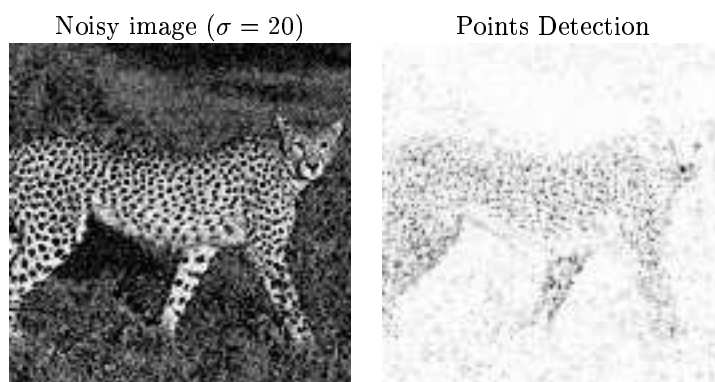 Noisy image (σ = 20)
Points Detection